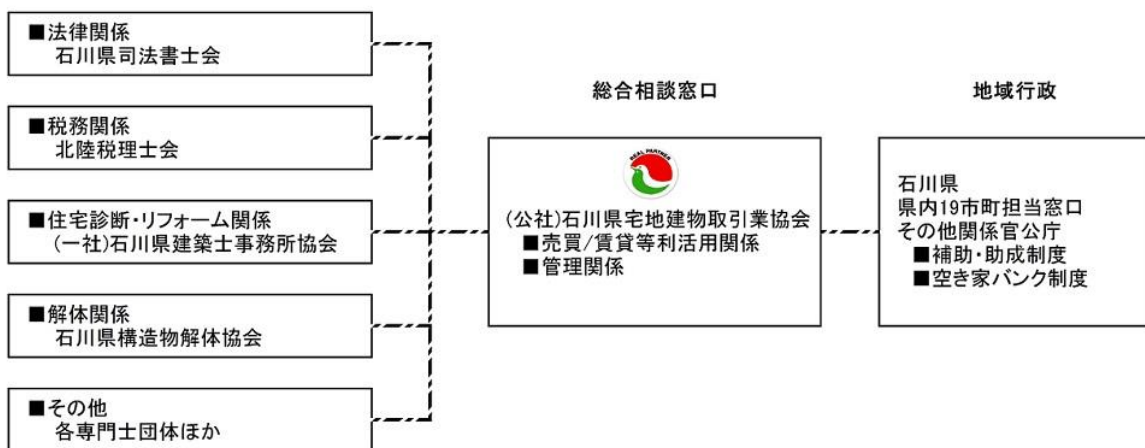 ■法律関係
石川県司法書士会
■税務関係
北陸税理士会
■住宅診断・リフォーム関係
(一社)石川県建築士事務所協会
■解体関係
石川県構造物解体協会
■その他
各専門士団体ほか
総合相談窓口
REAL PARTNER
(公社)石川県宅地建物取引業協会
■売買/賃貸等利活用関係
■管理関係
地域行政
石川県
県内19市町担当窓口
その他関係官公庁
■補助・助成制度
■空き家バンク制度